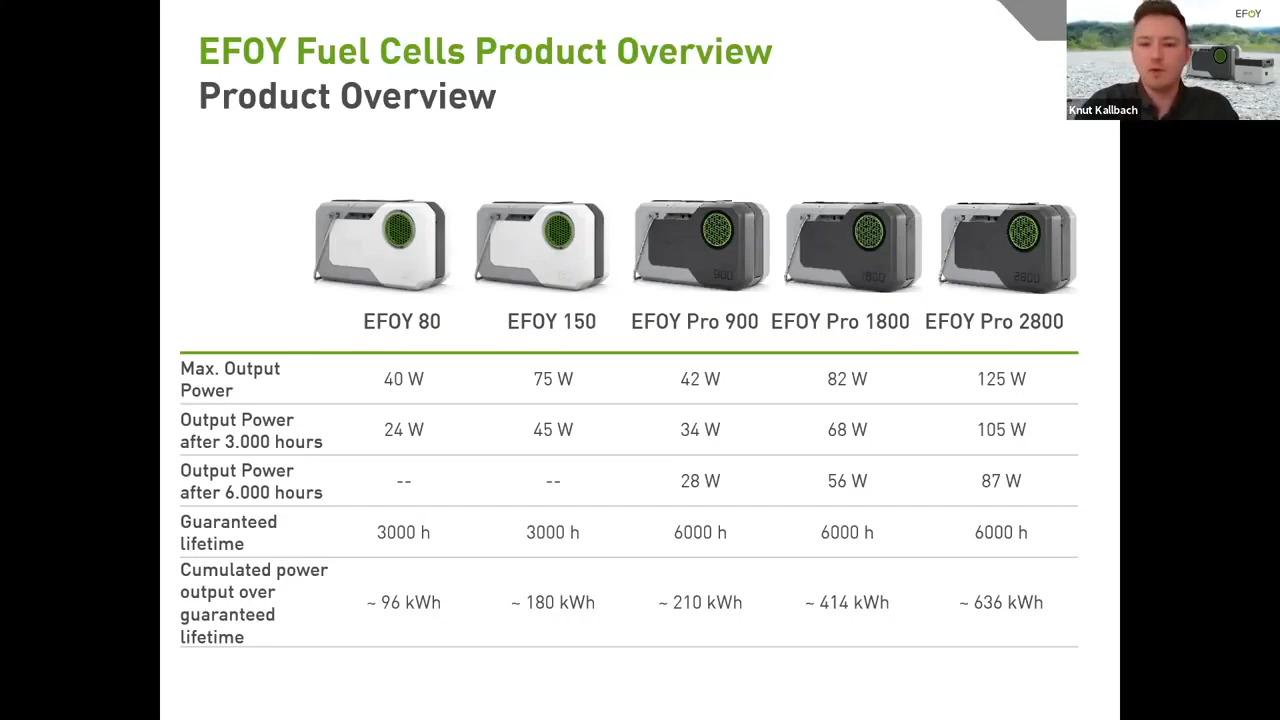 EFOY Fuel Cells Product Overview
Product Overview
EFOY
Knut Kallbach
900
1800
2800
EFOY 80
EFOY 150
EFOY Pro 900
EFOY Pro 1800
EFOY Pro 2800
Max. Output
Power
40 W
75 W
42 W
82 W
125 W
Output Power
after 3.000 hours
24 W
45 W
34 W
68 W
105 W
Output Power
after 6.000 hours
--
--
28 W
56 W
87 W
Guaranteed
lifetime
3000 h
3000 h
6000 h
6000 h
6000 h
Cumulated power
output over
guaranteed
lifetime
~ 96 kWh
~ 180 kWh
~ 210 kWh
~ 414 kWh
~ 636 kWh